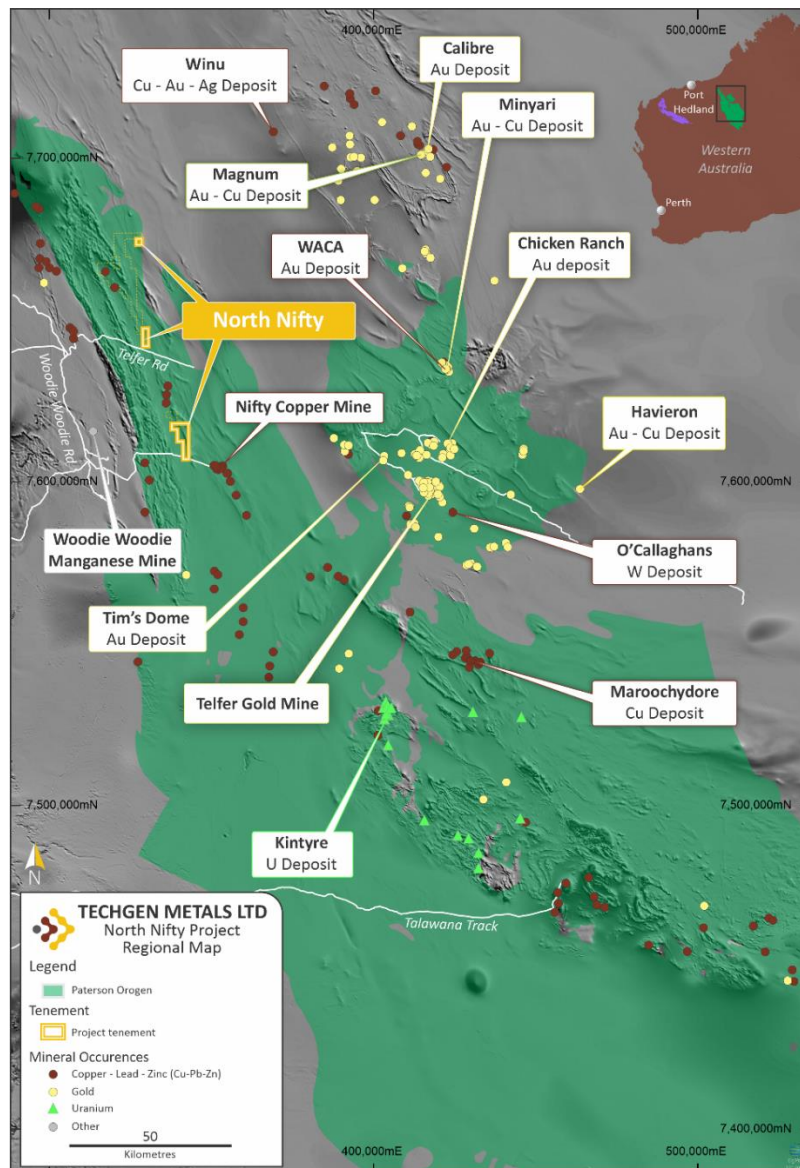 400,000mE
500,000mE
Winu
Cu - Au - Ag Deposit
Calibre
Au Deposit
Minyari
Au - Cu Deposit
Port
Hedland
Western
Australia
Perth
7,700,000mN
Magnum
Au - Cu Deposit
WACA
Au Deposit
Chicken Ranch
Au deposit
North Nifty
Telfer Rd
Woodie Woodie Rd
Nifty Copper Mine
Havieron
Au - Cu Deposit
7,600,000mN
7,600,000mN
Woodie Woodie
Manganese Mine
O'Callaghans
W Deposit
Tim's Dome
Au Deposit
Telfer Gold Mine
Maroochydore
Cu Deposit
7,500,000mN
7,500,000mN
Kintyre
U Deposit
N
Talawana Track
TECHGEN METALS LTD
North Nifty Project
Regional Map
Legend
Paterson Orogen
Tenement
Project tenement
Mineral Occurences
Copper - Lead - Zinc (Cu-Pb-Zn)
Gold
Uranium
Other
50
Kilometres
7,400,000mN
400,000mE
500,000mE